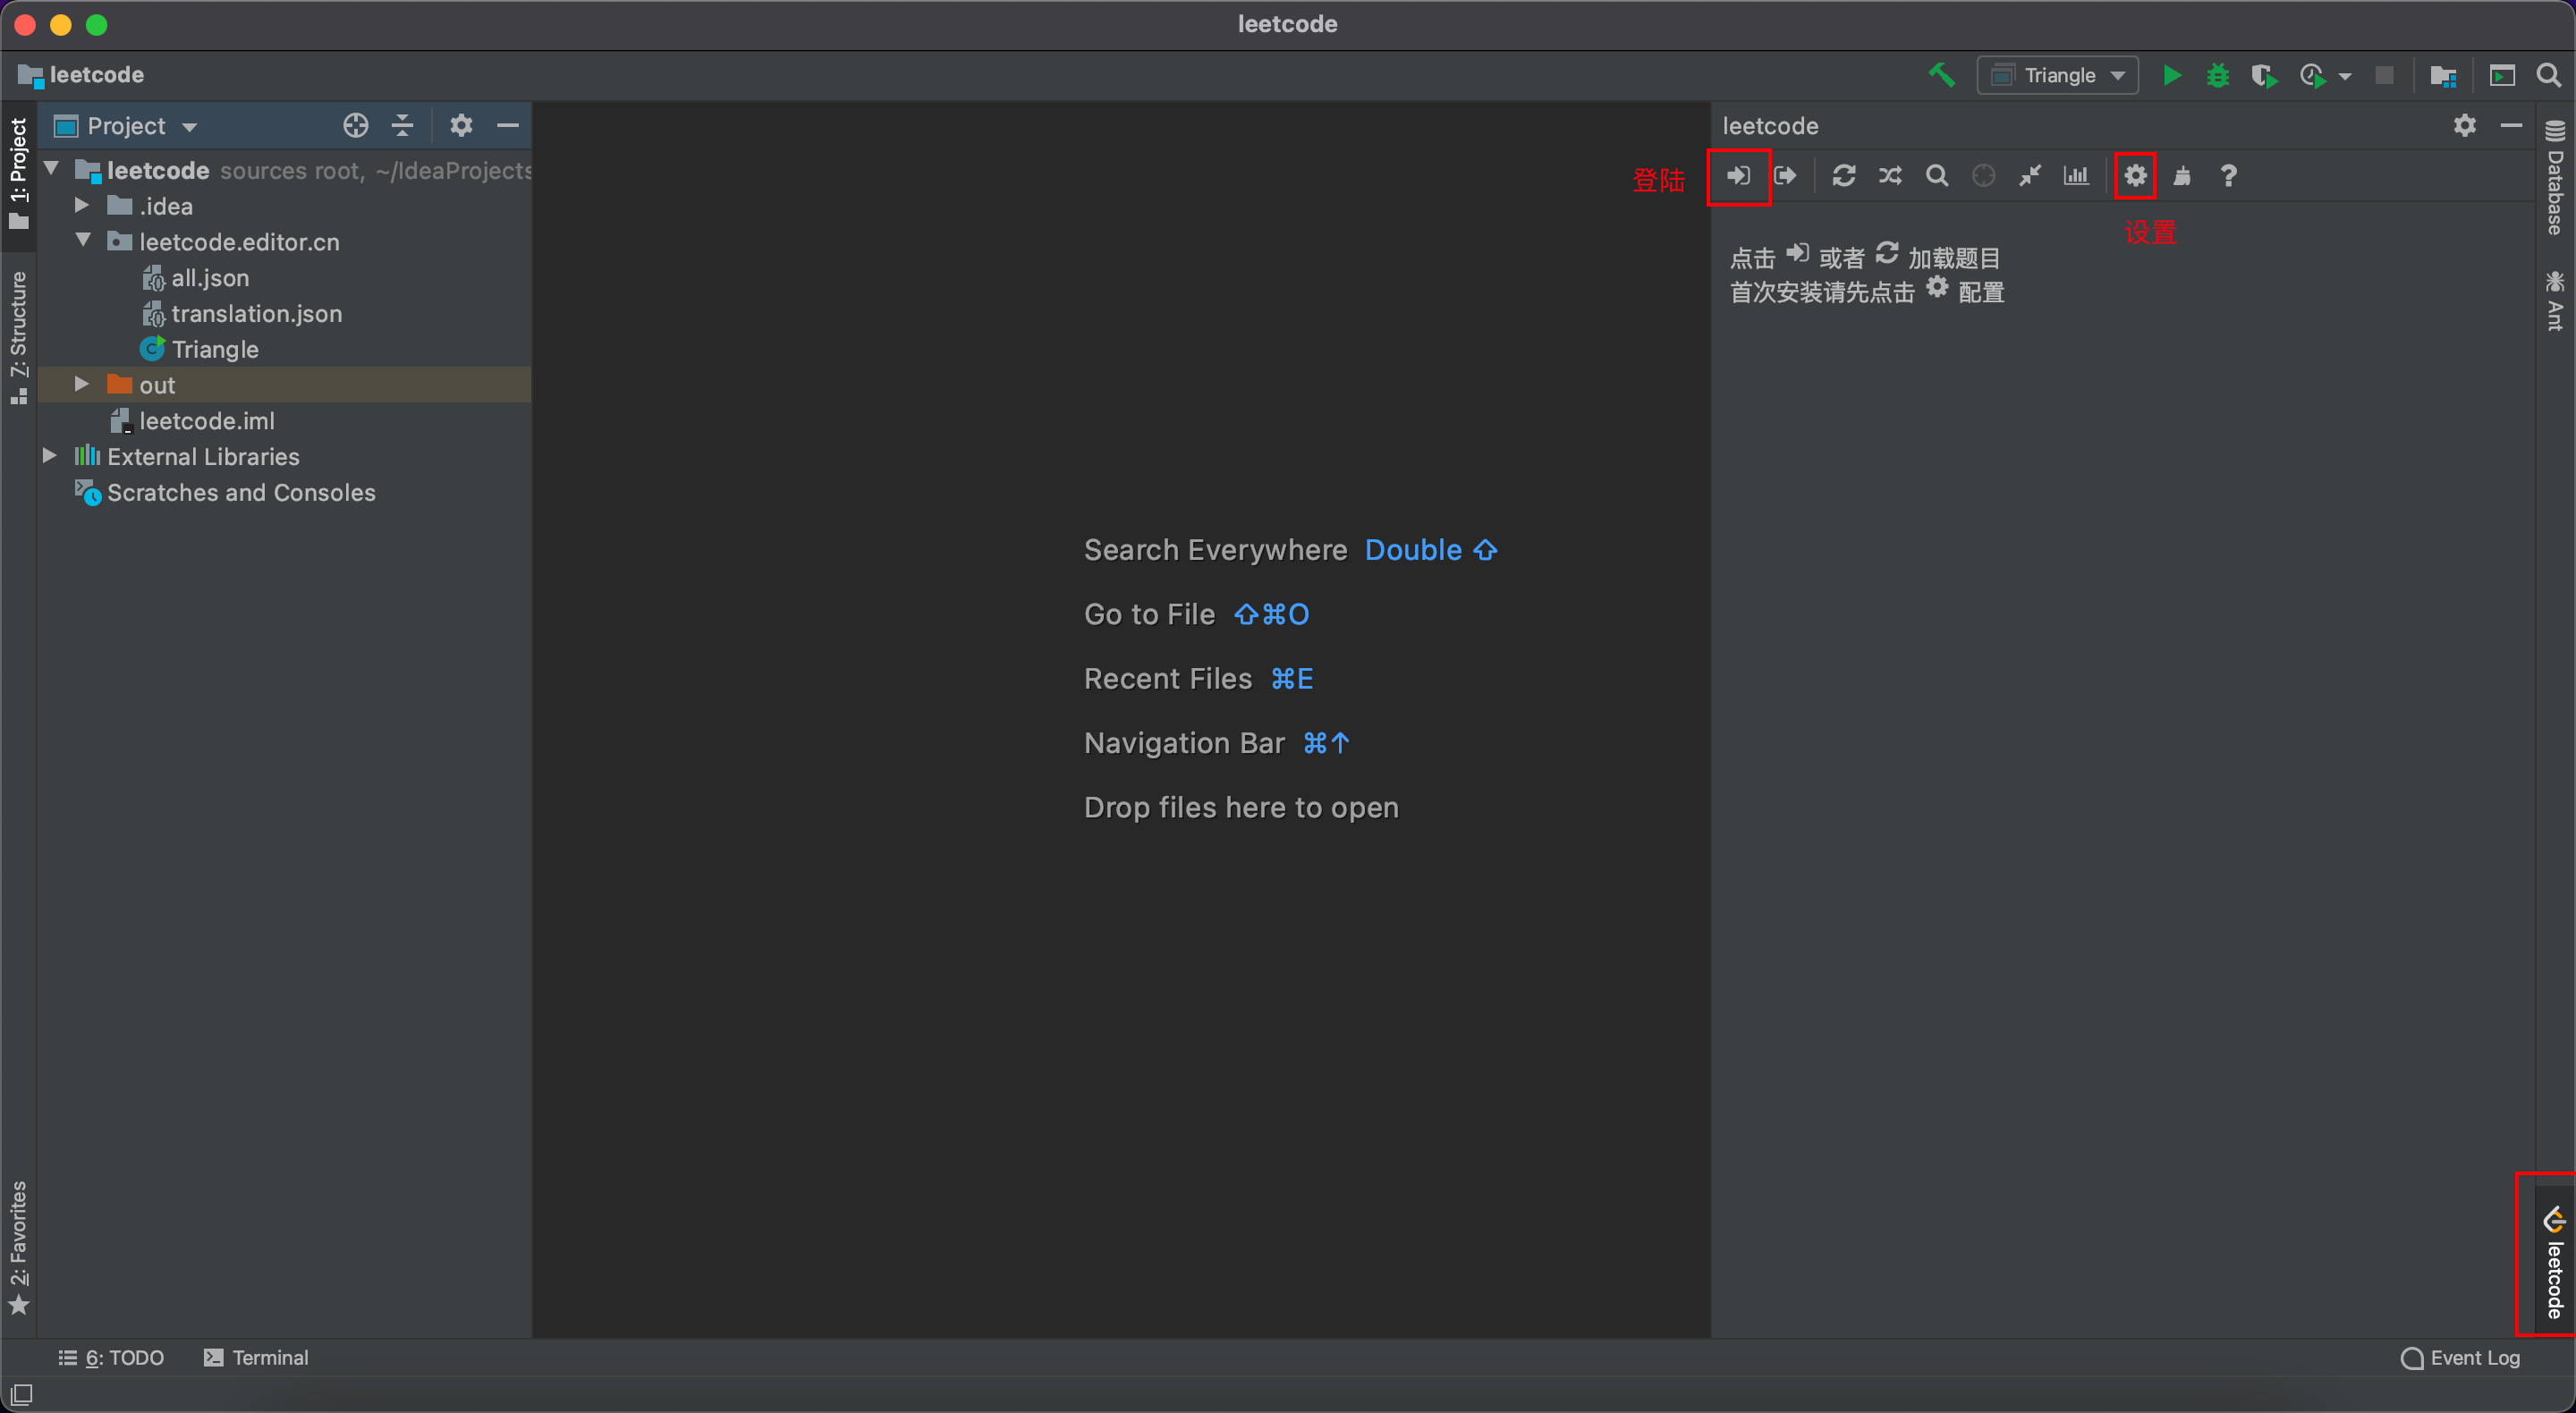 leetcode
leetcode
Triangle
1: Project
7: Structure
2: Favorites
Project
leetcode sources root, ~/IdeaProjects
.idea
leetcode.editor.cn
all.json
translation.json
Triangle
out
leetcode.iml
External Libraries
Scratches and Consoles
Search Everywhere Double ⇧
Go to File ⇧⌘O
Recent Files ⌘E
Navigation Bar ⌘↑
Drop files here to open
leetcode
登陆
设置
点击 或者 加载题目
首次安装请先点击 配置
Database
Ant
leetcode
6: TODO
Terminal
Event Log